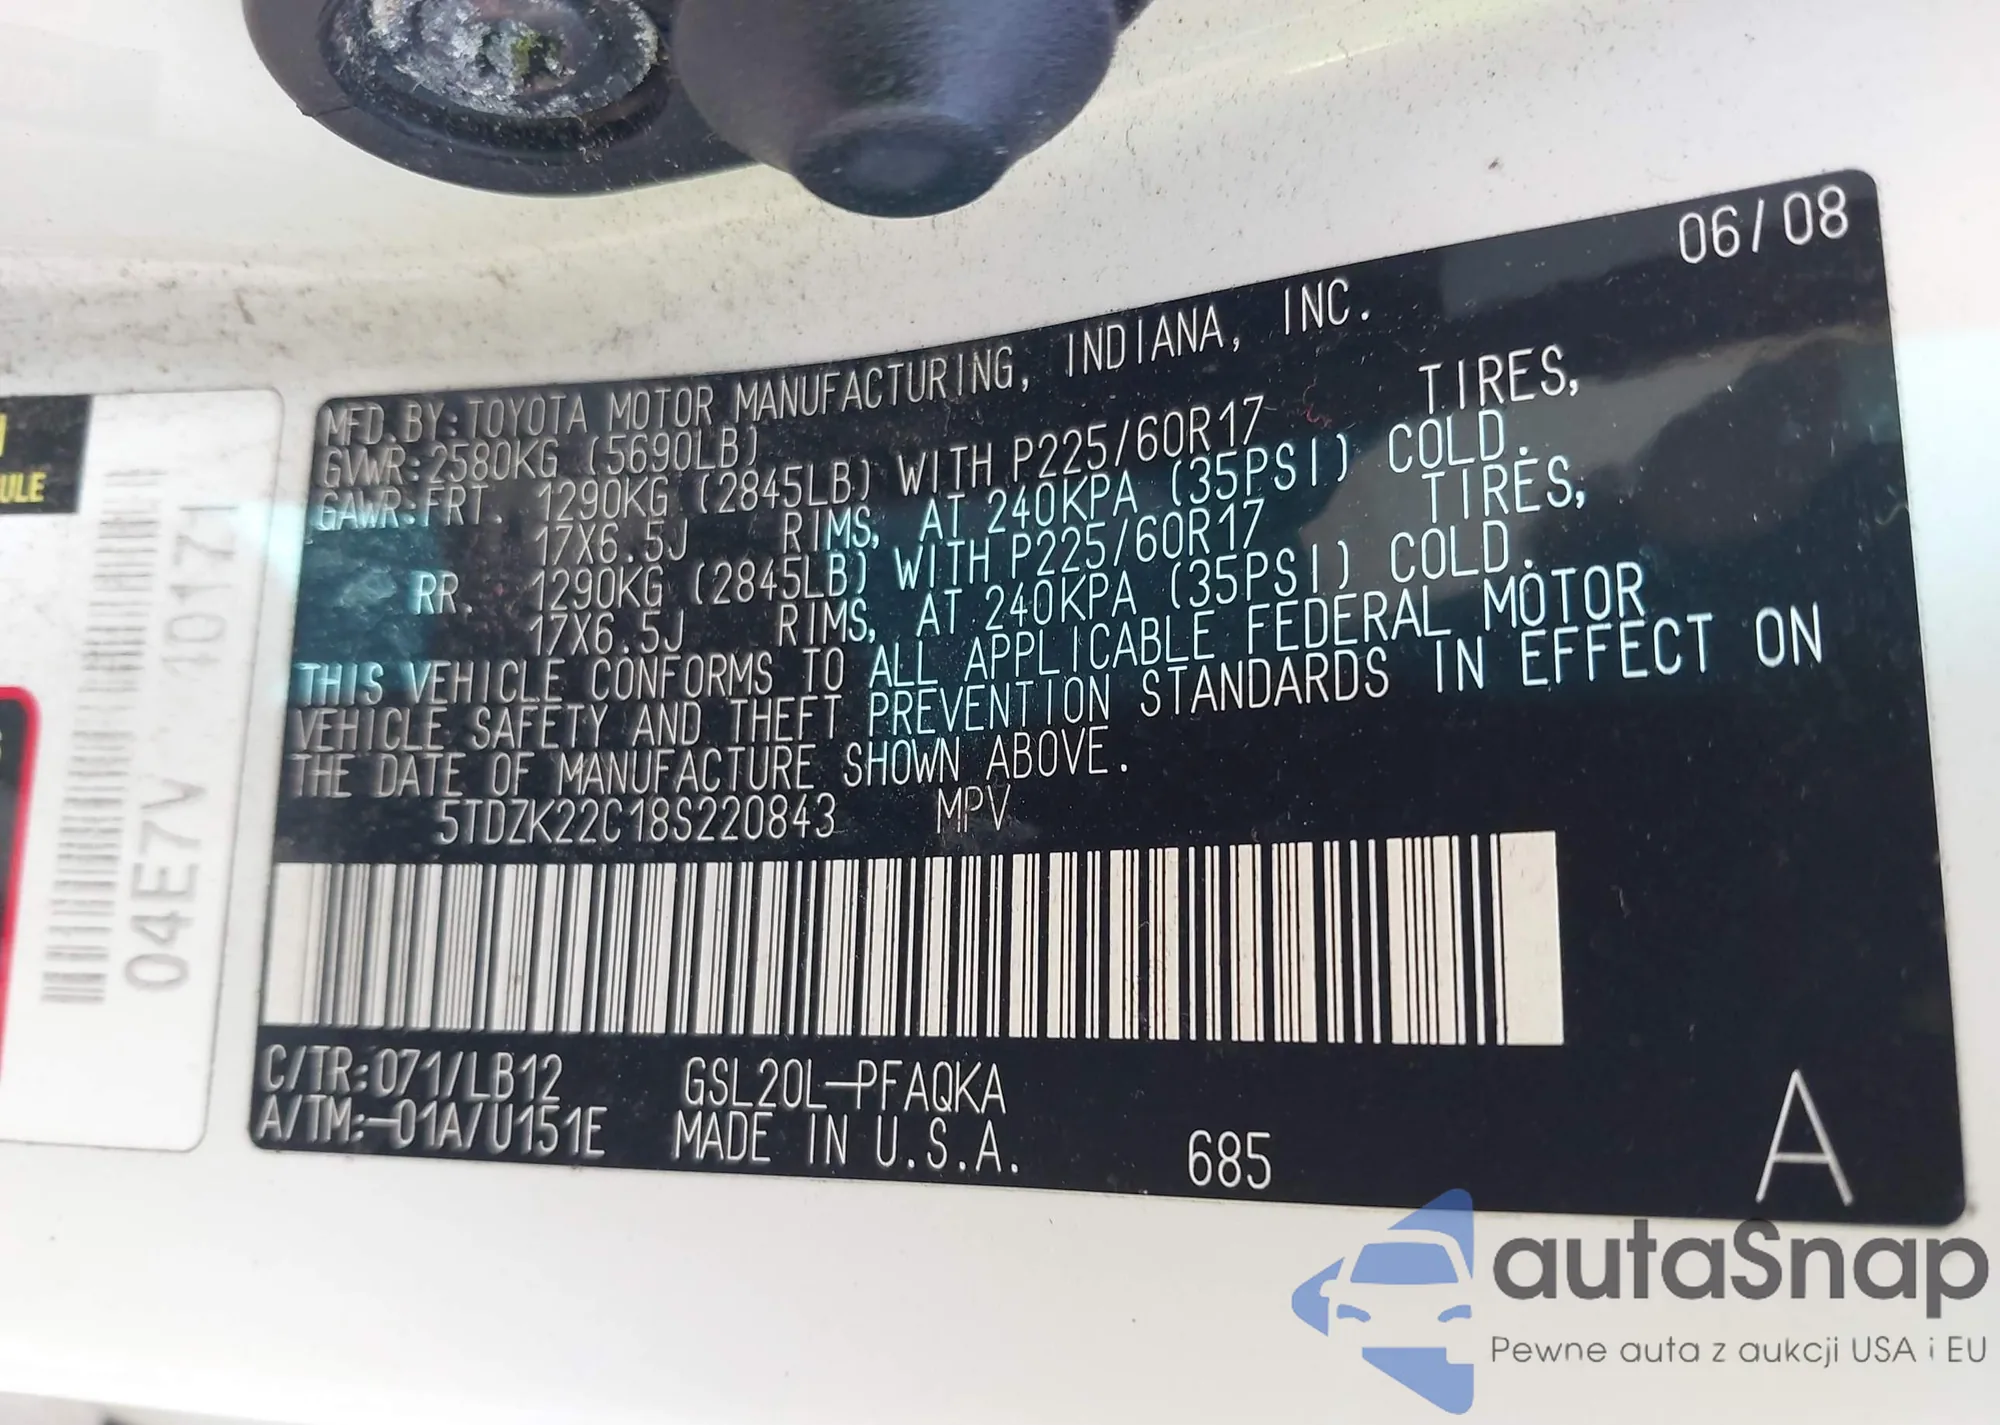 06/08
MFD.BY:TOYOTA MOTOR MANUFACTURING, INDIANA, INC.
GVWR:2580KG (5690LB)
GAWR:FRT. 1290KG (2845LB) WITH P225/60R17 TIRES,
17X6.5J RIMS, AT 240KPA (35PSI) COLD.
RR. 1290KG (2845LB) WITH P225/60R17 TIRES,
17X6.5J RIMS, AT 240KPA (35PSI) COLD.
THIS VEHICLE CONFORMS TO ALL APPLICABLE FEDERAL MOTOR
VEHICLE SAFETY AND THEFT PREVENTION STANDARDS IN EFFECT ON
THE DATE OF MANUFACTURE SHOWN ABOVE.
5TDZK22C18S220843 MPV
C/TR:071/LB12 GSL20L-PFAQKA
A/TM:-01A/U151E MADE IN U.S.A. 685 A
ULE
04E7V 40171
autaSnap
Pewne auta z aukcji USA i EU